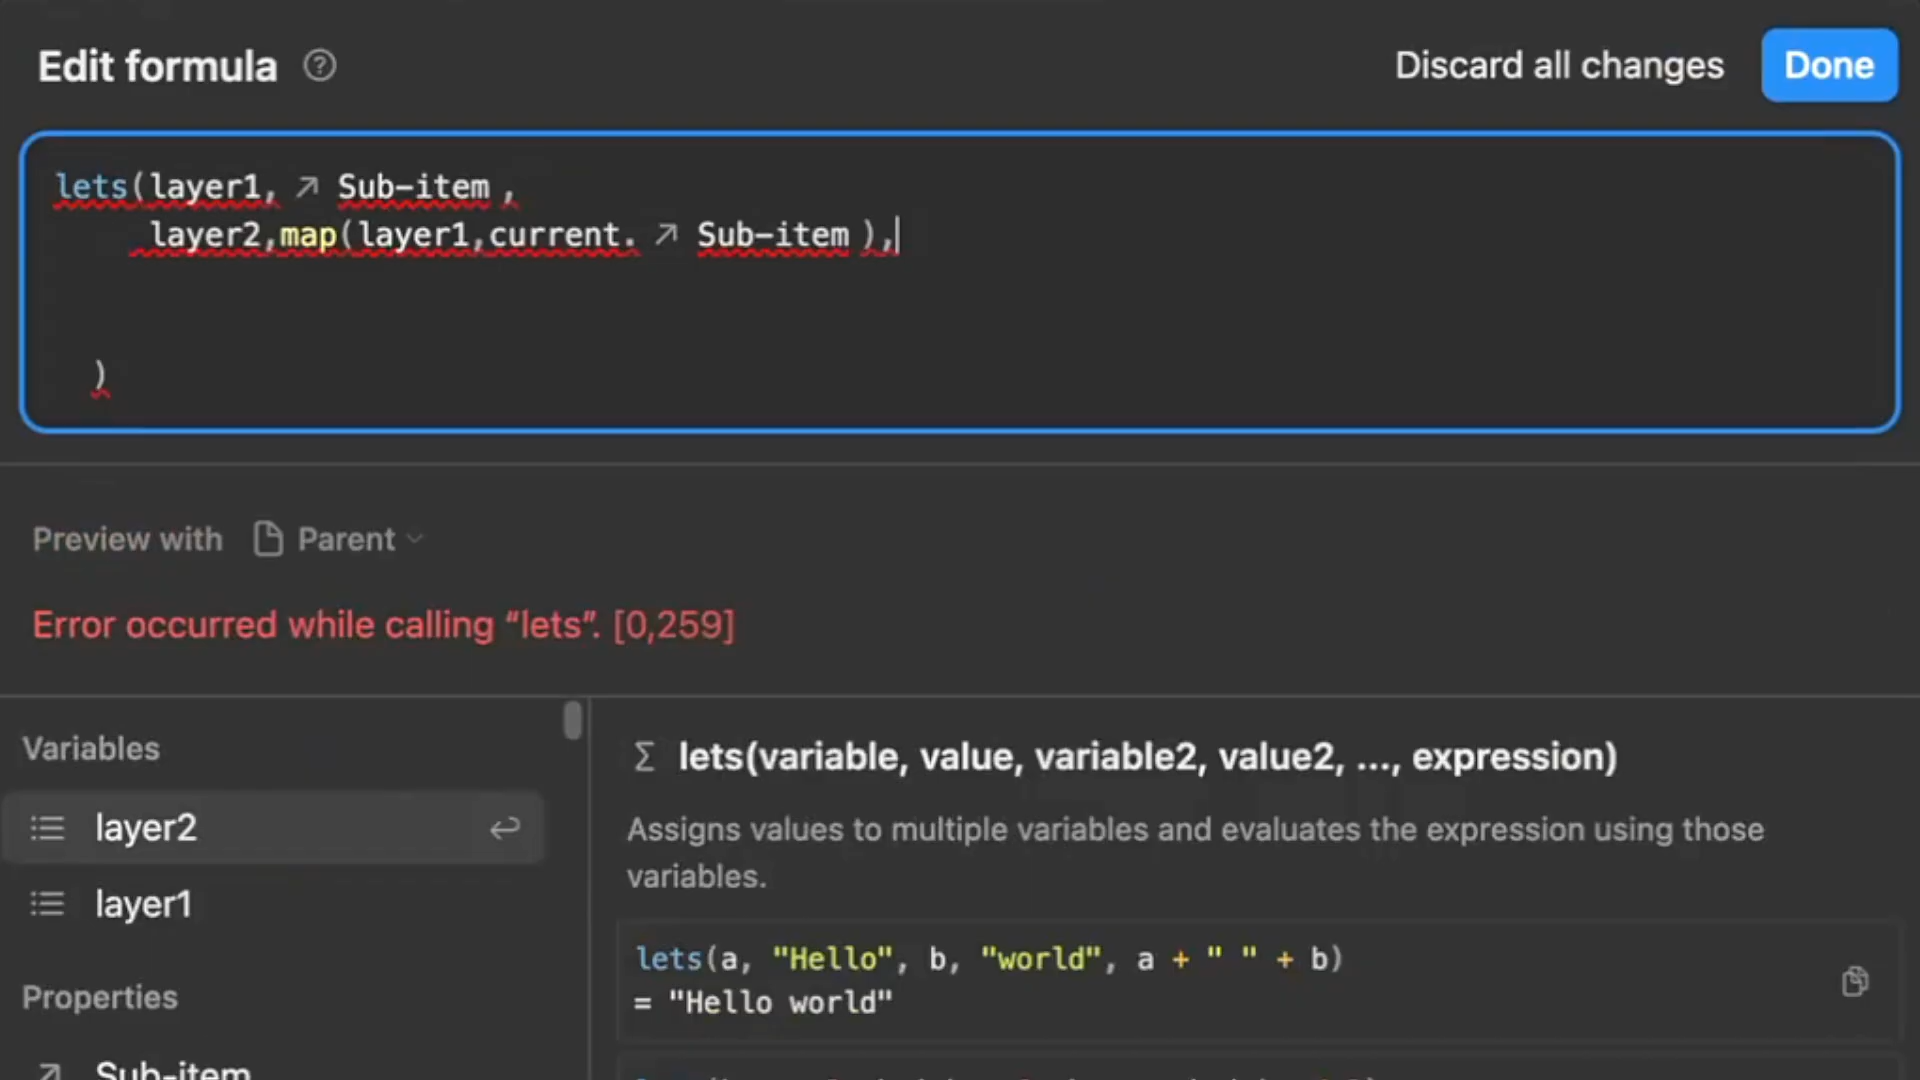 Edit formula
Discard all changes
Done
lets(layer1, ↗ Sub-item ,
layer2,map(layer1,current. ↗ Sub-item ),
)
Preview with Parent
Error occurred while calling “lets”. [0,259]
Variables
layer2
layer1
Properties
Sub-item
Σ lets(variable, value, variable2, value2, ..., expression)
Assigns values to multiple variables and evaluates the expression using those
variables.
lets(a, "Hello", b, "world", a + " " + b)
= "Hello world"